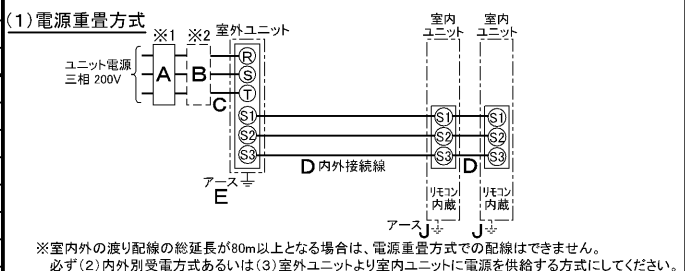 (1)電源重畳方式
※1 ※2 室外ユニット 室内ユニット 室内ユニット
ユニット電源
三相 200V
A B C
R
S
T
S1 S1 S1
S2 S2 S2
S3 S3 S3
D 内外接続線 D
アース
E
リモコン内蔵 リモコン内蔵
アース J J
※室内外の渡り配線の総延長が80m以上となる場合は、電源重畳方式での配線はできません。
必ず(2)内外別受電方式あるいは(3)室外ユニットより室内ユニットに電源を供給する方式にしてください。